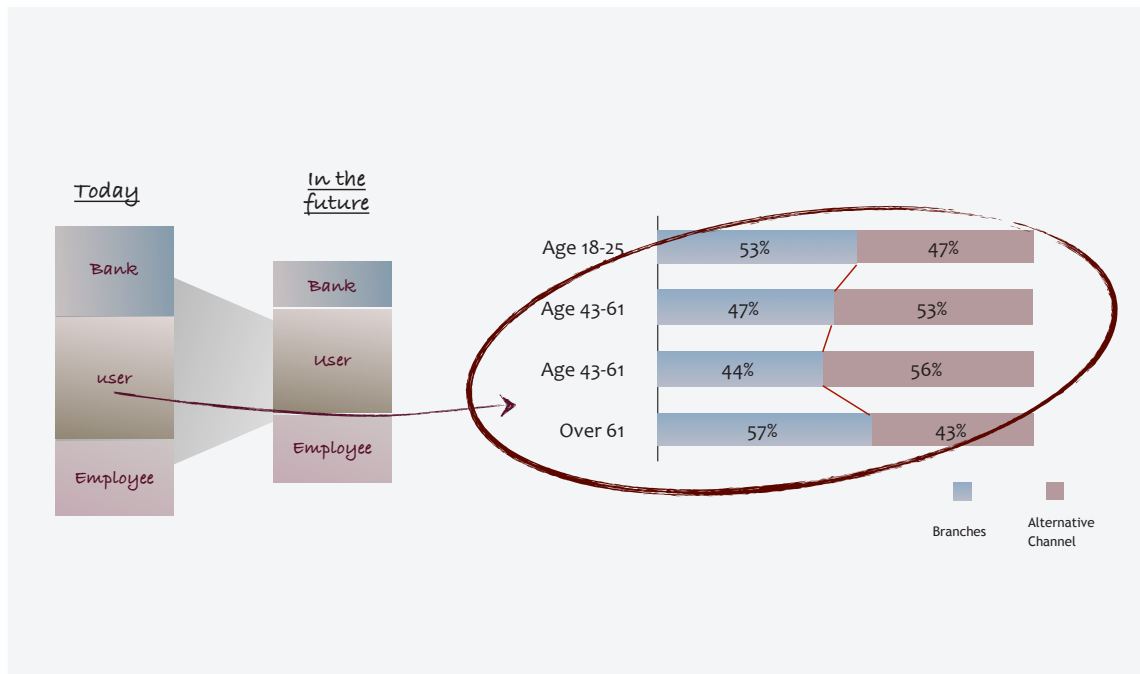 Today
Bank
user
Employee
In the
future
Bank
User
Employee
Age 18-25
53%
47%
Age 43-61
47%
53%
Age 43-61
44%
56%
Over 61
57%
43%
Branches
Alternative
Channel